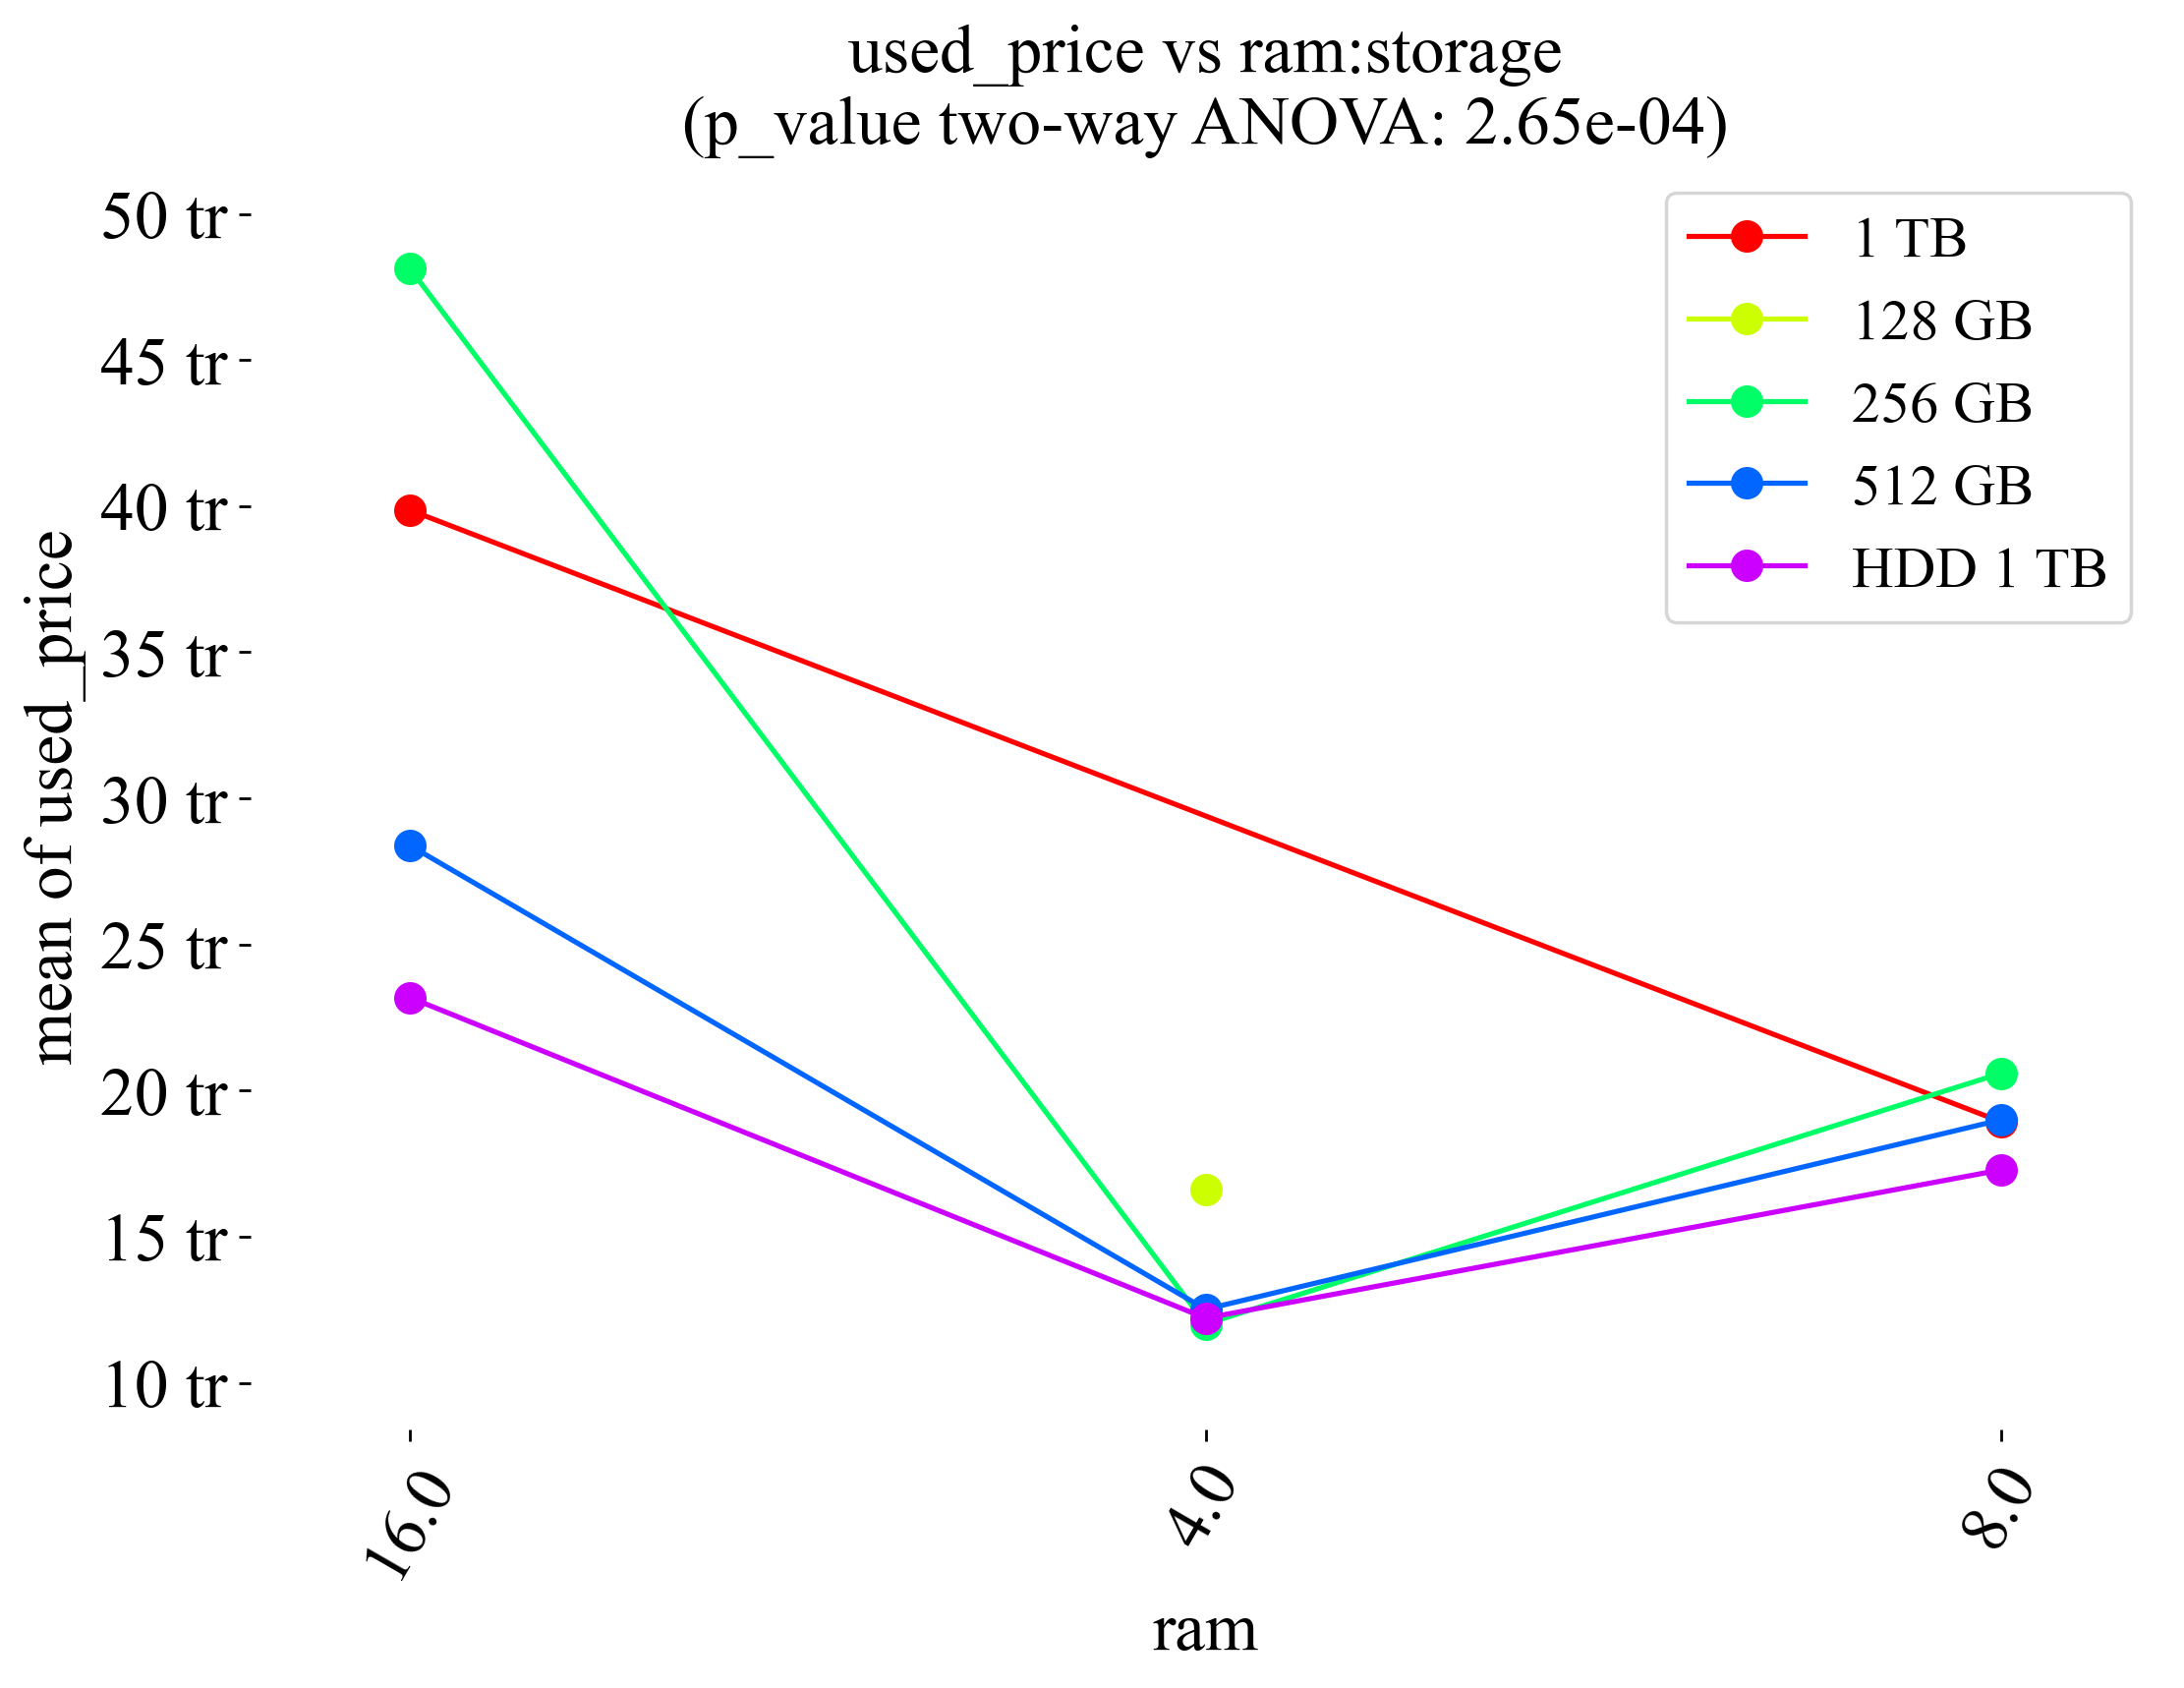 used_price vs ram:storage
(p_value two-way ANOVA: 2.65e-04)
50 tr
45 tr
40 tr
35 tr
30 tr
25 tr
20 tr
15 tr
10 tr
mean of used_price
1 TB
128 GB
256 GB
512 GB
HDD 1 TB
16.0
4.0
8.0
ram